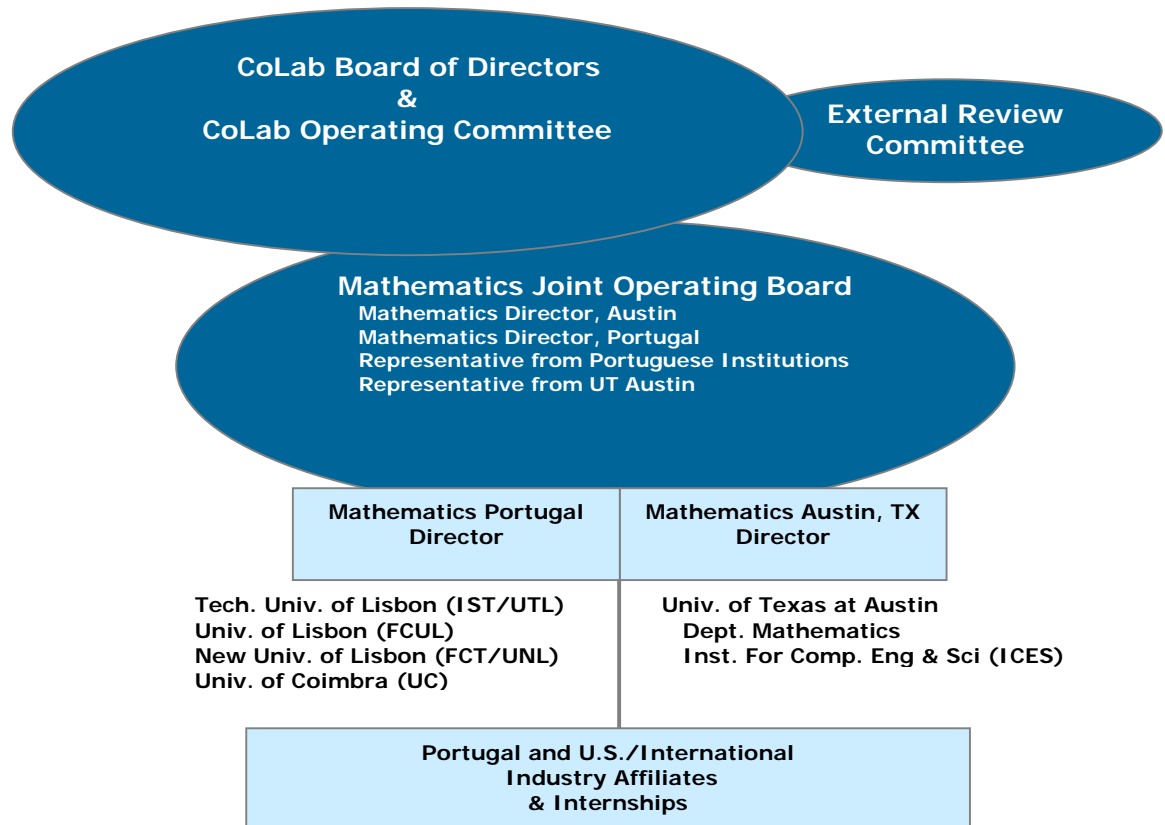 CoLab Board of Directors
&
CoLab Operating Committee
External Review
Committee
Mathematics Joint Operating Board
Mathematics Director, Austin
Mathematics Director, Portugal
Representative from Portuguese Institutions
Representative from UT Austin
Mathematics Portugal
Director
Mathematics Austin, TX
Director
Tech. Univ. of Lisbon (IST/UTL)
Univ. of Lisbon (FCUL)
New Univ. of Lisbon (FCT/UNL)
Univ. of Coimbra (UC)
Univ. of Texas at Austin
Dept. Mathematics
Inst. For Comp. Eng & Sci (ICES)
Portugal and U.S./International
Industry Affiliates
& Internships